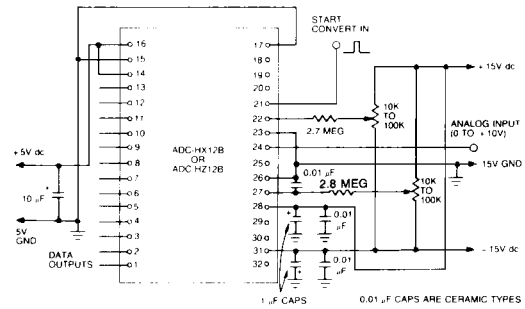 START
CONVERT IN
16
15
14
13
12
11
10
9
8
7
6
5
4
3
2
1
17
18
19
20
21
22
23
24
25
26
27
28
29
30
31
32
ADC-HX12B
OR
ADC HZ12B
+5V dc
10 µF
+
5V
GND
DATA
OUTPUTS
2.7 MEG
10K
TO
100K
+ 15V dc
ANALOG INPUT
(0 TO + 10V)
15V GND
0.01 µF
2.8 MEG
10K
TO
100K
+
0.01
µF
0.01
µF
+
- 15V dc
1 µF CAPS
0.01 µF CAPS ARE CERAMIC TYPES